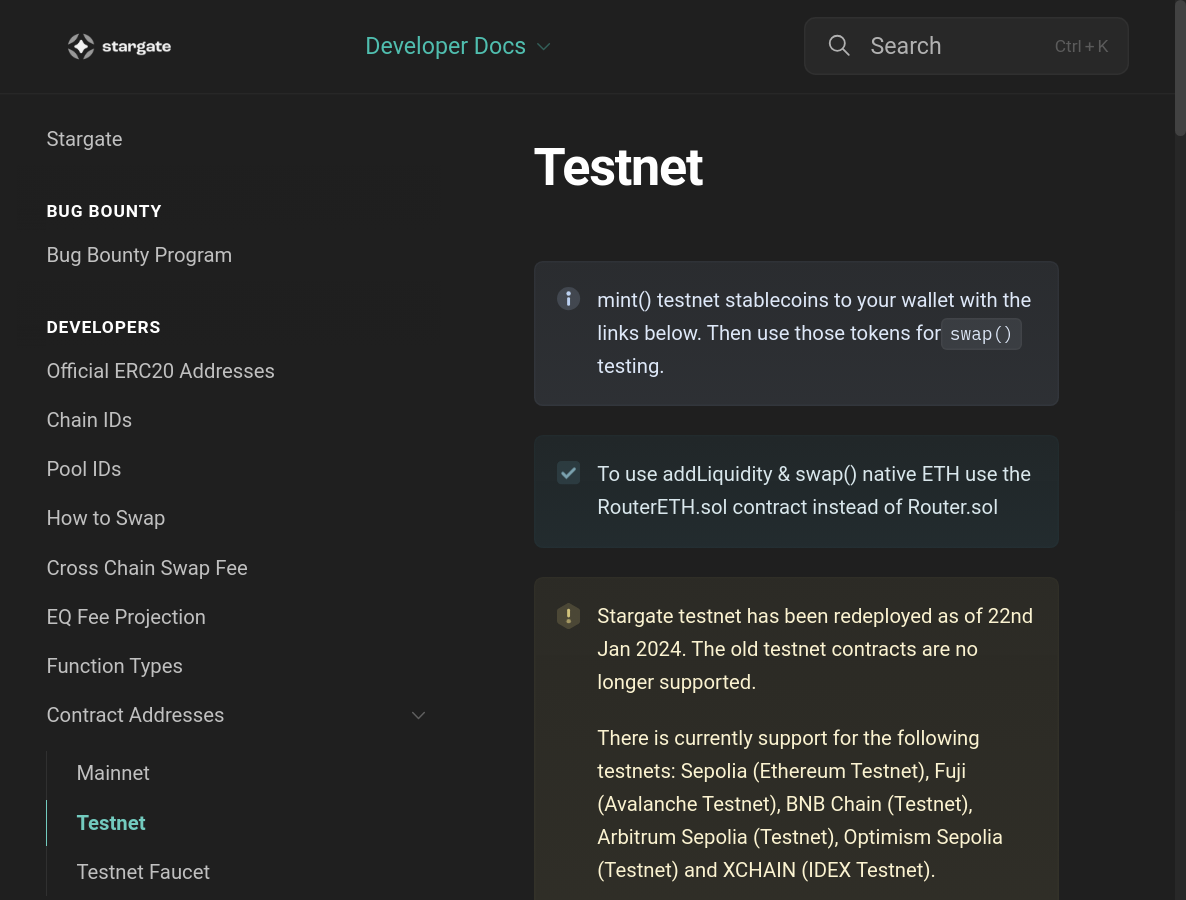 stargate
Developer Docs
Search
Ctrl + K
Stargate
BUG BOUNTY
Bug Bounty Program
DEVELOPERS
Official ERC20 Addresses
Chain IDs
Pool IDs
How to Swap
Cross Chain Swap Fee
EQ Fee Projection
Function Types
Contract Addresses
Mainnet
Testnet
Testnet Faucet
Testnet
mint() testnet stablecoins to your wallet with the
links below. Then use those tokens for swap()
testing.
To use addLiquidity & swap() native ETH use the
RouterETH.sol contract instead of Router.sol
Stargate testnet has been redeployed as of 22nd
Jan 2024. The old testnet contracts are no
longer supported.
There is currently support for the following
testnets: Sepolia (Ethereum Testnet), Fuji
(Avalanche Testnet), BNB Chain (Testnet),
Arbitrum Sepolia (Testnet), Optimism Sepolia
(Testnet) and XCHAIN (IDEX Testnet).